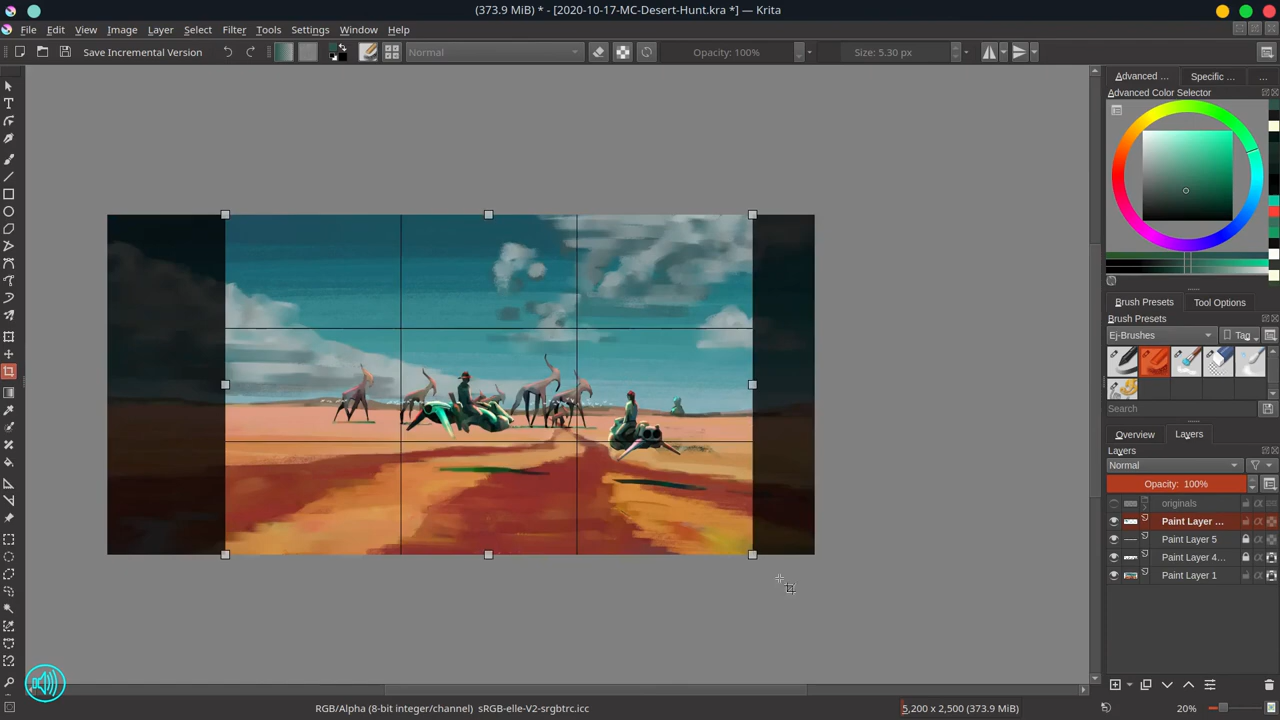 (373.9 MiB) * - [2020-10-17-MC-Desert-Hunt.kra *] — Krita
File Edit View Image Filter Layer Select Filter Tools Settings Window Help
Save Incremental Version Normal Opacity: 100% Size: 5.30 px
Advanced ... Specific ... ...
Advanced Color Selector
Brush Presets Tool Options
Brush Presets
Ej-Brushes Tag
Search
Overview Layers
Layers
Normal
Opacity: 100%
originals
Paint Layer ...
Paint Layer 5
Paint Layer 4...
Paint Layer 1
RGB/Alpha (8-bit integer/channel) sRGB-elle-V2-srgbtrc.icc 5,200 x 2,500 (373.9 MiB) 20%